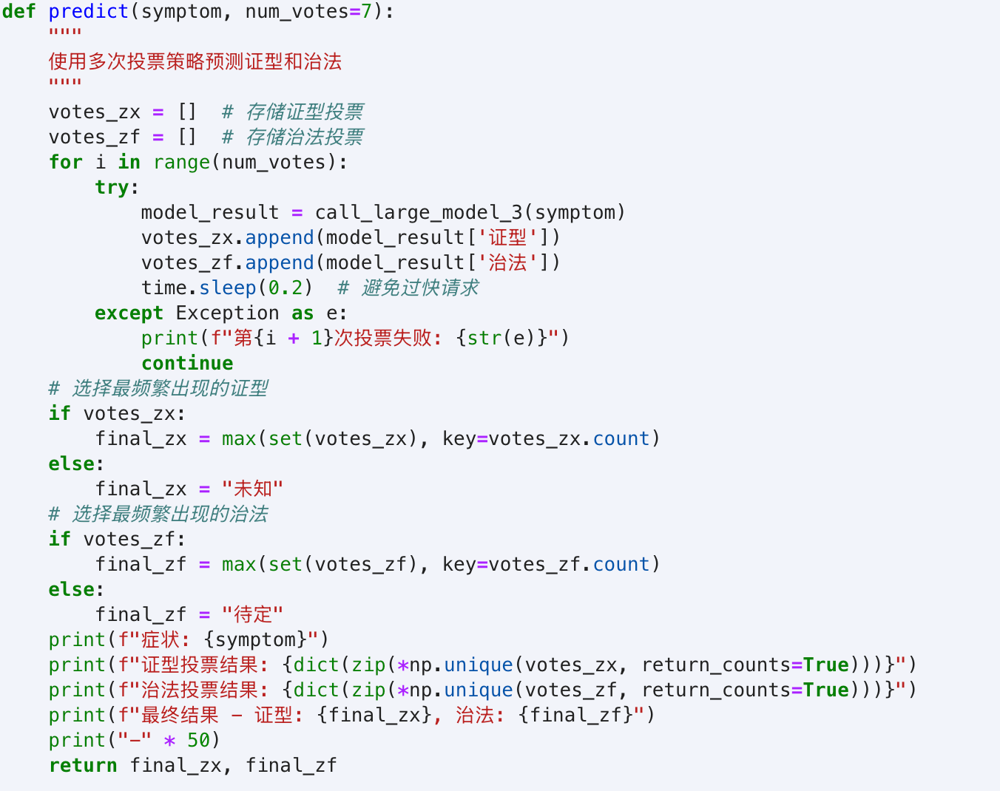 def predict(symptom, num_votes=7):
    """
    使用多次投票策略预测证型和治法
    """
    votes_zx = []  # 存储证型投票
    votes_zf = []  # 存储治法投票
    for i in range(num_votes):
        try:
            model_result = call_large_model_3(symptom)
            votes_zx.append(model_result['证型'])
            votes_zf.append(model_result['治法'])
            time.sleep(0.2)  # 避免过快请求
        except Exception as e:
            print(f"第{i + 1}次投票失败: {str(e)}")
            continue
    # 选择最频繁出现的证型
    if votes_zx:
        final_zx = max(set(votes_zx), key=votes_zx.count)
    else:
        final_zx = "未知"
    # 选择最频繁出现的治法
    if votes_zf:
        final_zf = max(set(votes_zf), key=votes_zf.count)
    else:
        final_zf = "待定"
    print(f"症状: {symptom}")
    print(f"证型投票结果: {dict(zip(*np.unique(votes_zx, return_counts=True)))}")
    print(f"治法投票结果: {dict(zip(*np.unique(votes_zf, return_counts=True)))}")
    print(f"最终结果 - 证型: {final_zx}, 治法: {final_zf}")
    print("-" * 50)
    return final_zx, final_zf